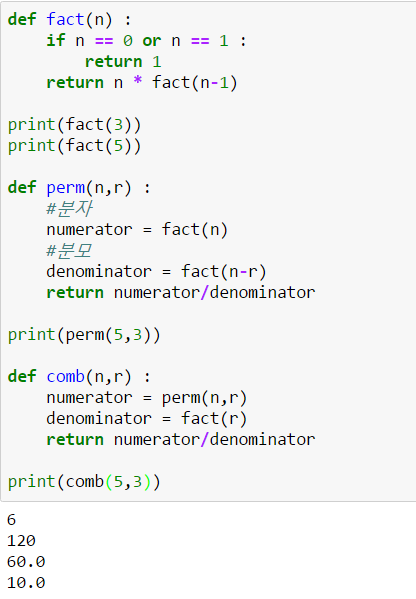 def fact(n) :
    if n == 0 or n == 1 :
        return 1
    return n * fact(n-1)

print(fact(3))
print(fact(5))

def perm(n,r) :
    #분자
    numerator = fact(n)
    #분모
    denominator = fact(n-r)
    return numerator/denominator

print(perm(5,3))

def comb(n,r) :
    numerator = perm(n,r)
    denominator = fact(r)
    return numerator/denominator

print(comb(5,3))
6
120
60.0
10.0